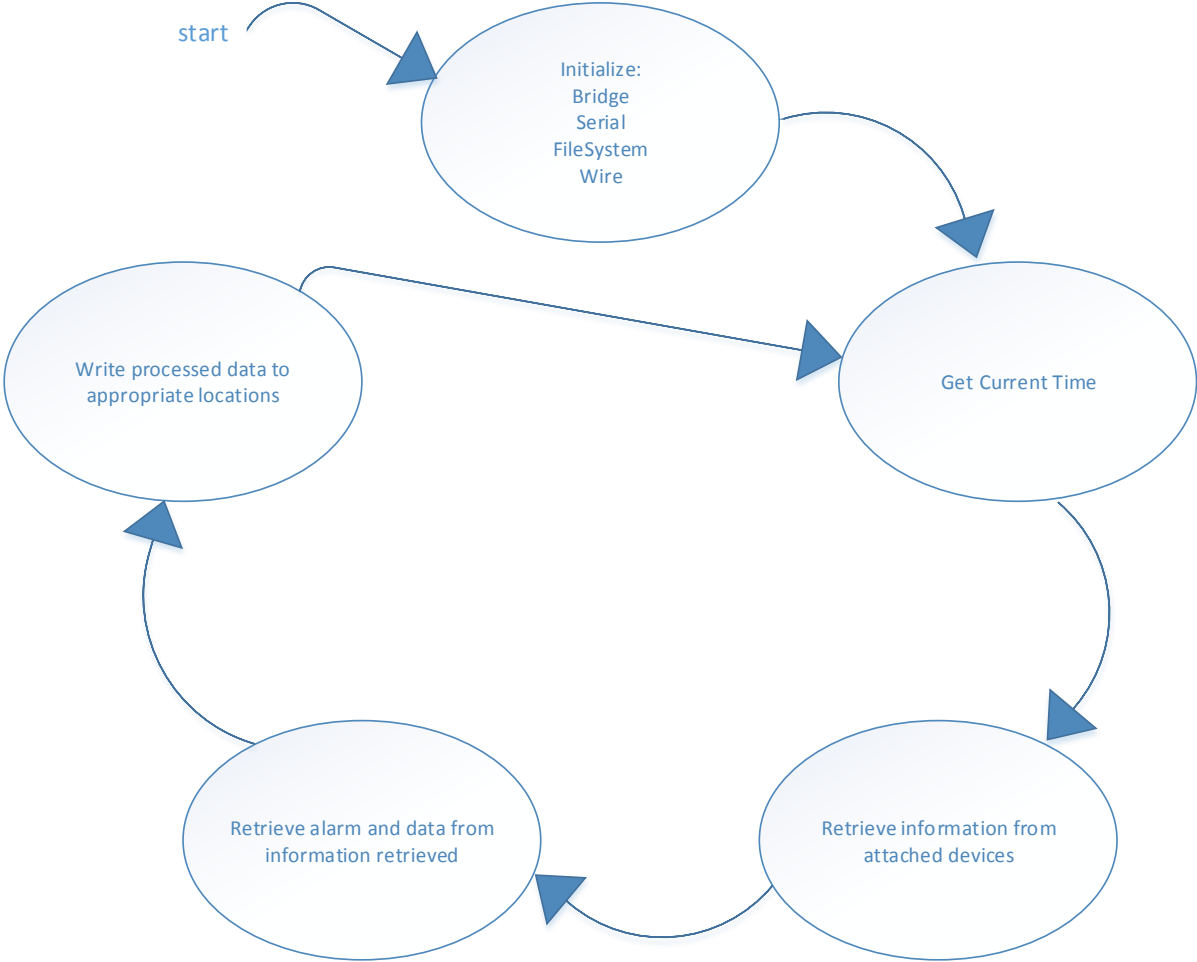 start
Initialize:
Bridge
Serial
FileSystem
Wire
Get Current Time
Retrieve information from
attached devices
Retrieve alarm and data from
information retrieved
Write processed data to
appropriate locations